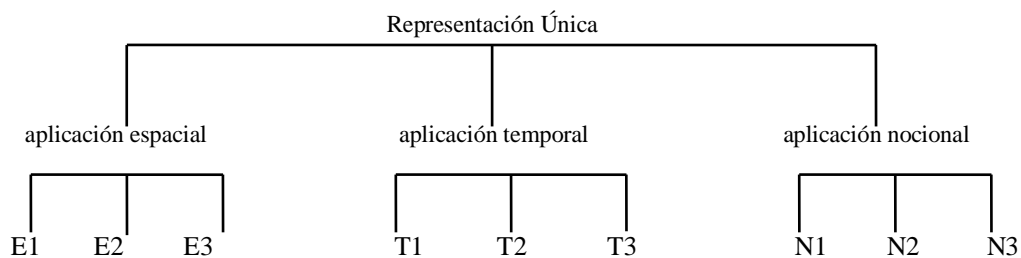 Representación Única
aplicación espacial aplicación temporal aplicación nocional
E1 E2 E3 T1 T2 T3 N1 N2 N3